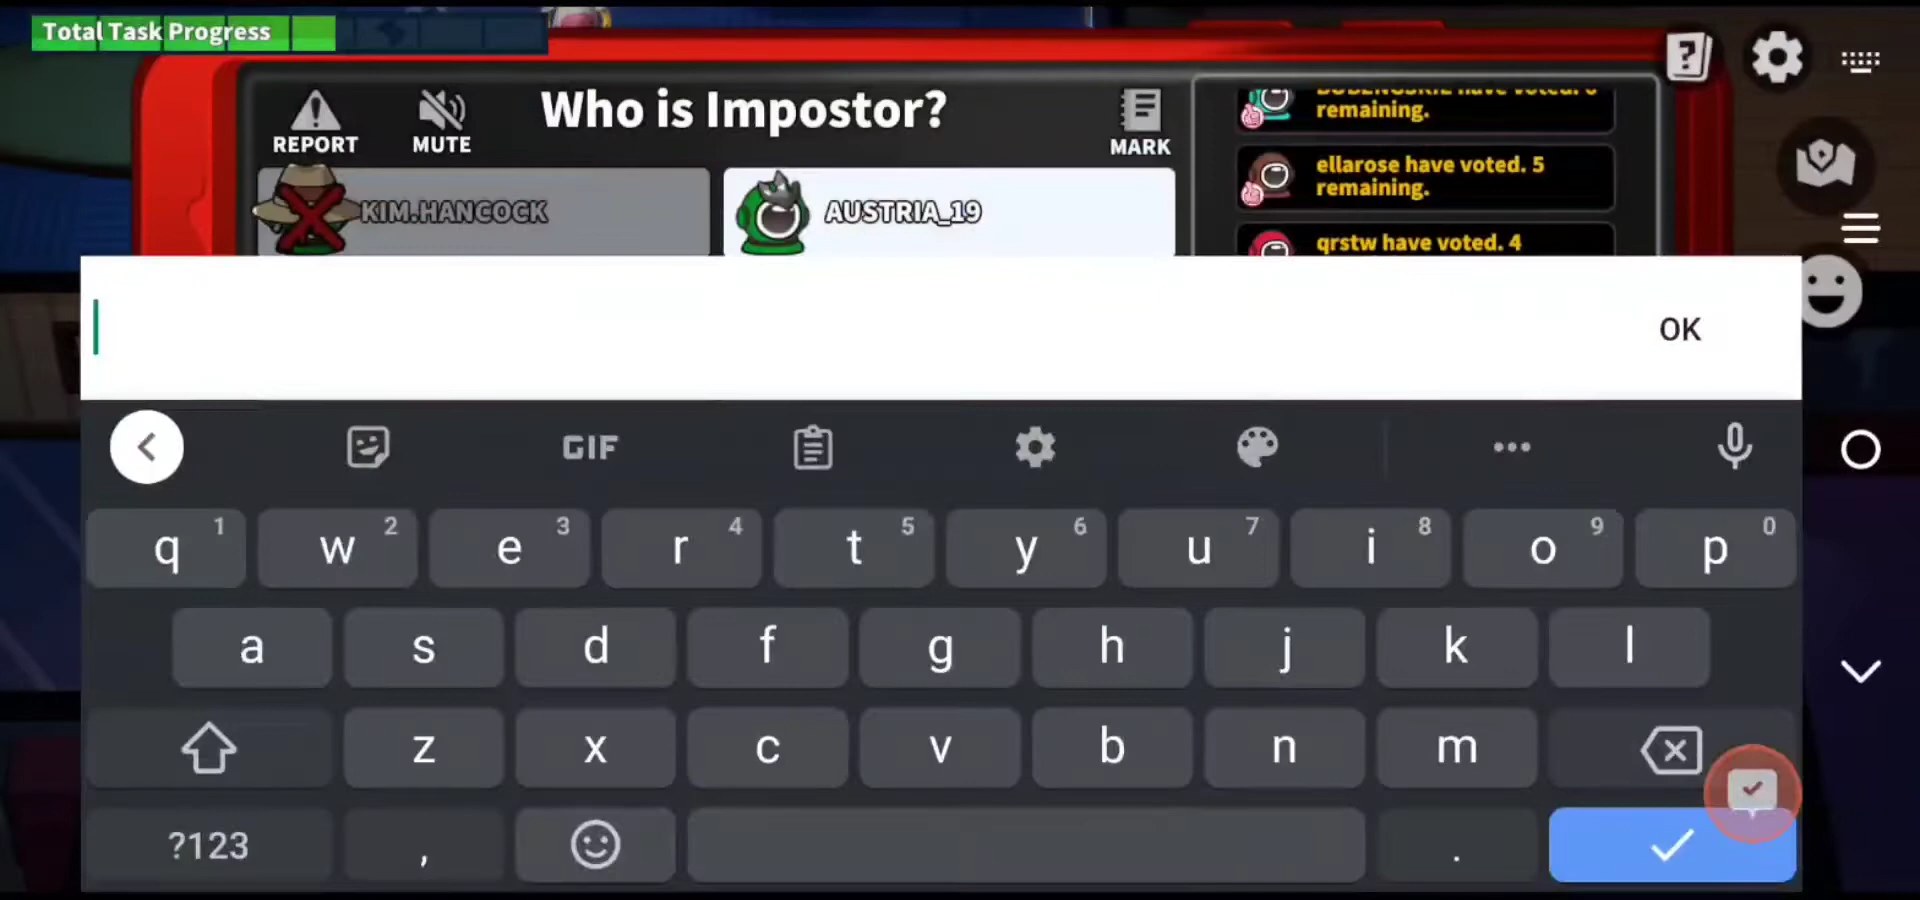 Total Task Progress
Who is Impostor?
REPORT
MUTE
MARK
KIM.HANCOCK
AUSTRIA_19
remaining.
ellarose have voted. 5
remaining.
qrstw have voted. 4
OK
GIF
q 1 w 2 e 3 r 4 t 5 y 6 u 7 i 8 o 9 p 0
a s d f g h j k l
z x c v b n m
?123 , .